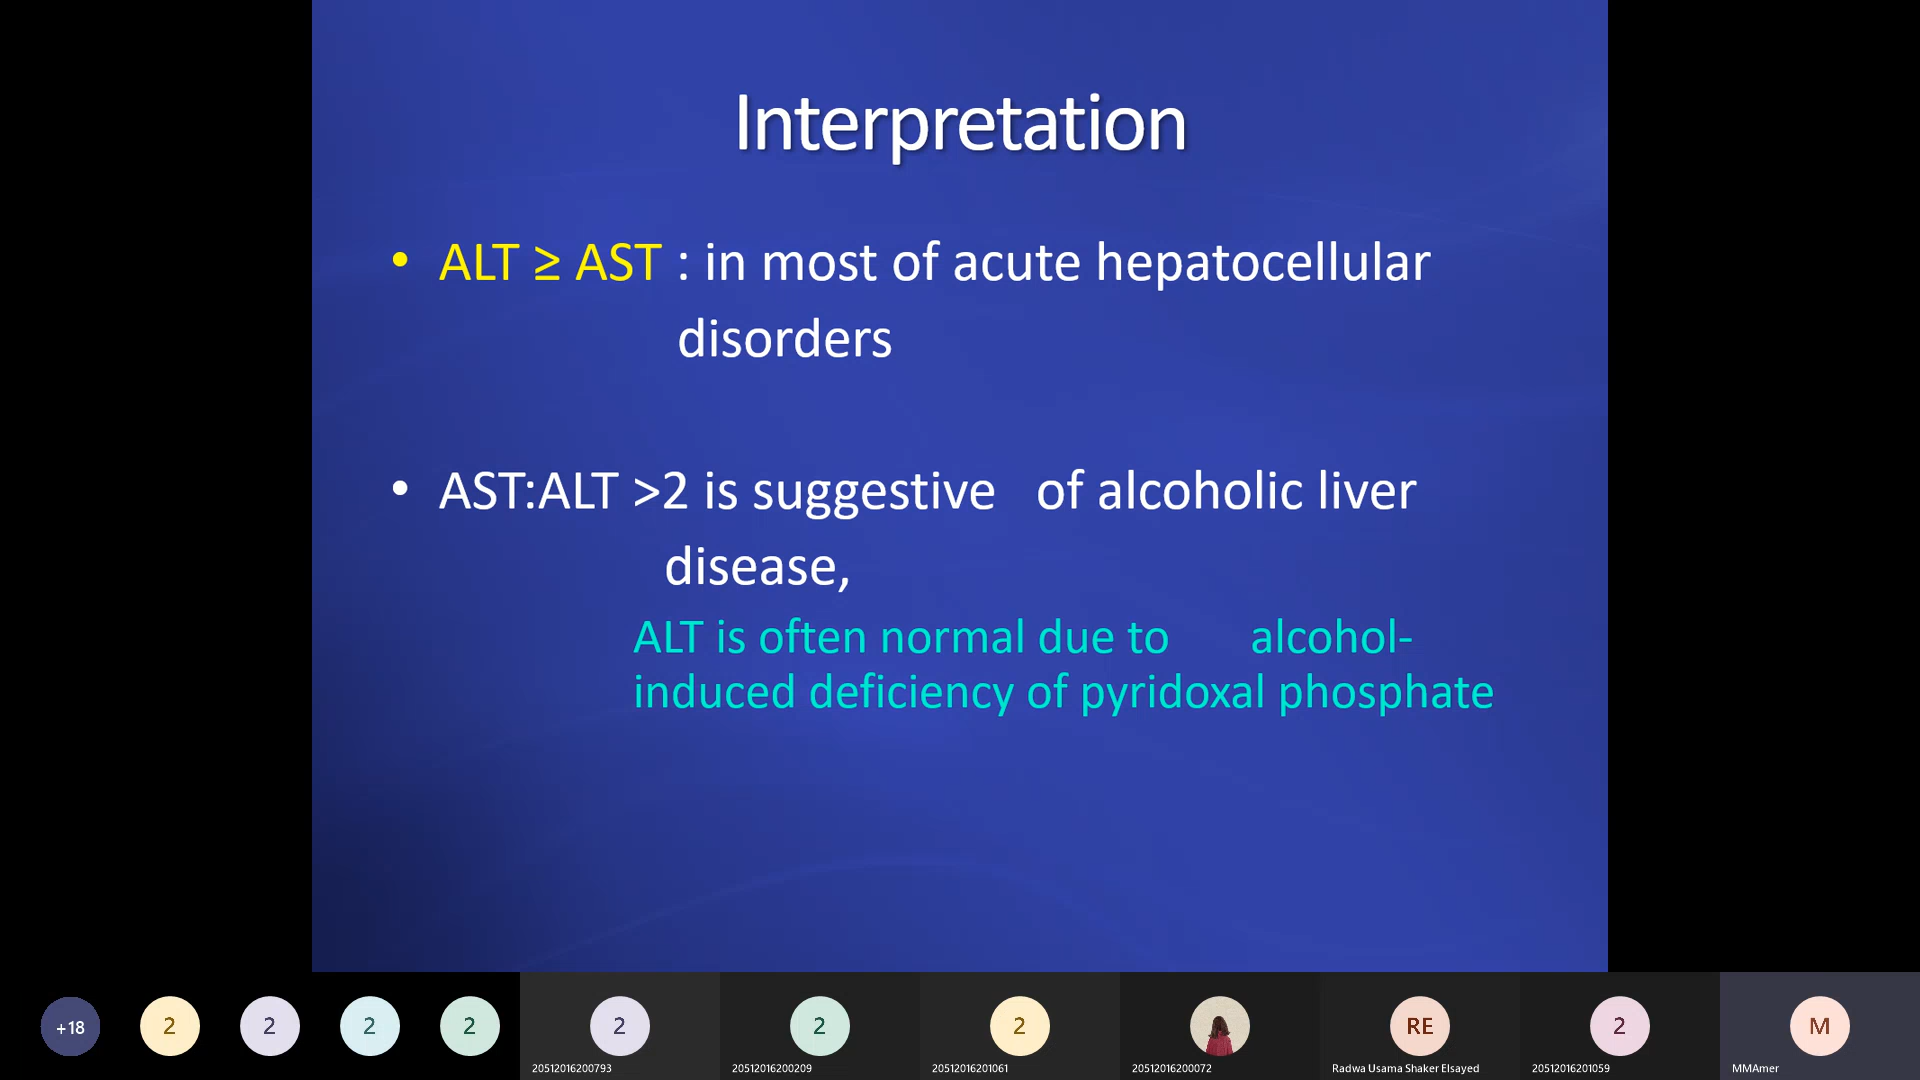 Interpretation
• ALT ≥ AST : in most of acute hepatocellular
disorders
• AST:ALT >2 is suggestive of alcoholic liver
disease,
ALT is often normal due to alcohol-
induced deficiency of pyridoxal phosphate
+18
2
2
2
2
2
2
2
RE
2
M
20512016200793
20512016200209
20512016201061
20512016200072
Radwa Usama Shaker Elsayed
20512016201059
MMAmer